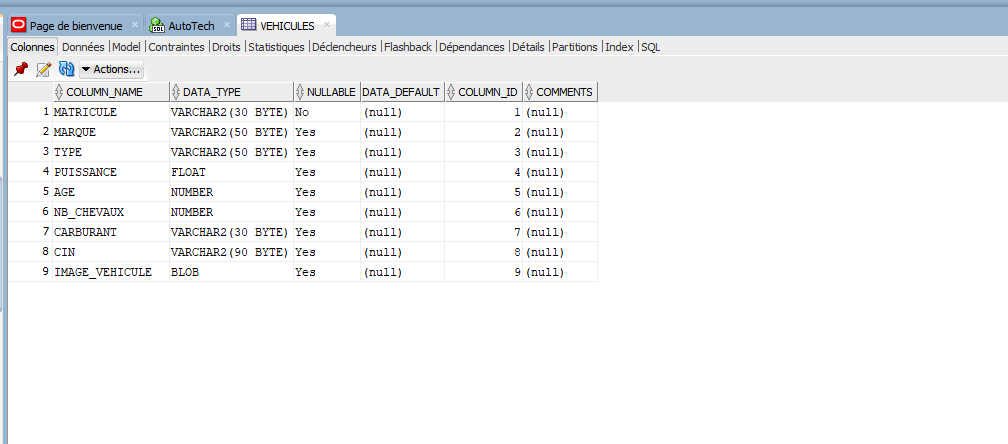 Page de bienvenue AutoTech VEHICULES
Colonnes Données Model Contraintes Droits Statistiques Déclencheurs Flashback Dépendances Détails Partitions Index SQL
Actions...
COLUMN_NAME DATA_TYPE NULLABLE DATA_DEFAULT COLUMN_ID COMMENTS
1 MATRICULE VARCHAR2(30 BYTE) No (null) 1 (null)
2 MARQUE VARCHAR2(50 BYTE) Yes (null) 2 (null)
3 TYPE VARCHAR2(50 BYTE) Yes (null) 3 (null)
4 PUISSANCE FLOAT Yes (null) 4 (null)
5 AGE NUMBER Yes (null) 5 (null)
6 NB_CHEVAUX NUMBER Yes (null) 6 (null)
7 CARBURANT VARCHAR2(30 BYTE) Yes (null) 7 (null)
8 CIN VARCHAR2(90 BYTE) Yes (null) 8 (null)
9 IMAGE_VEHICULE BLOB Yes (null) 9 (null)